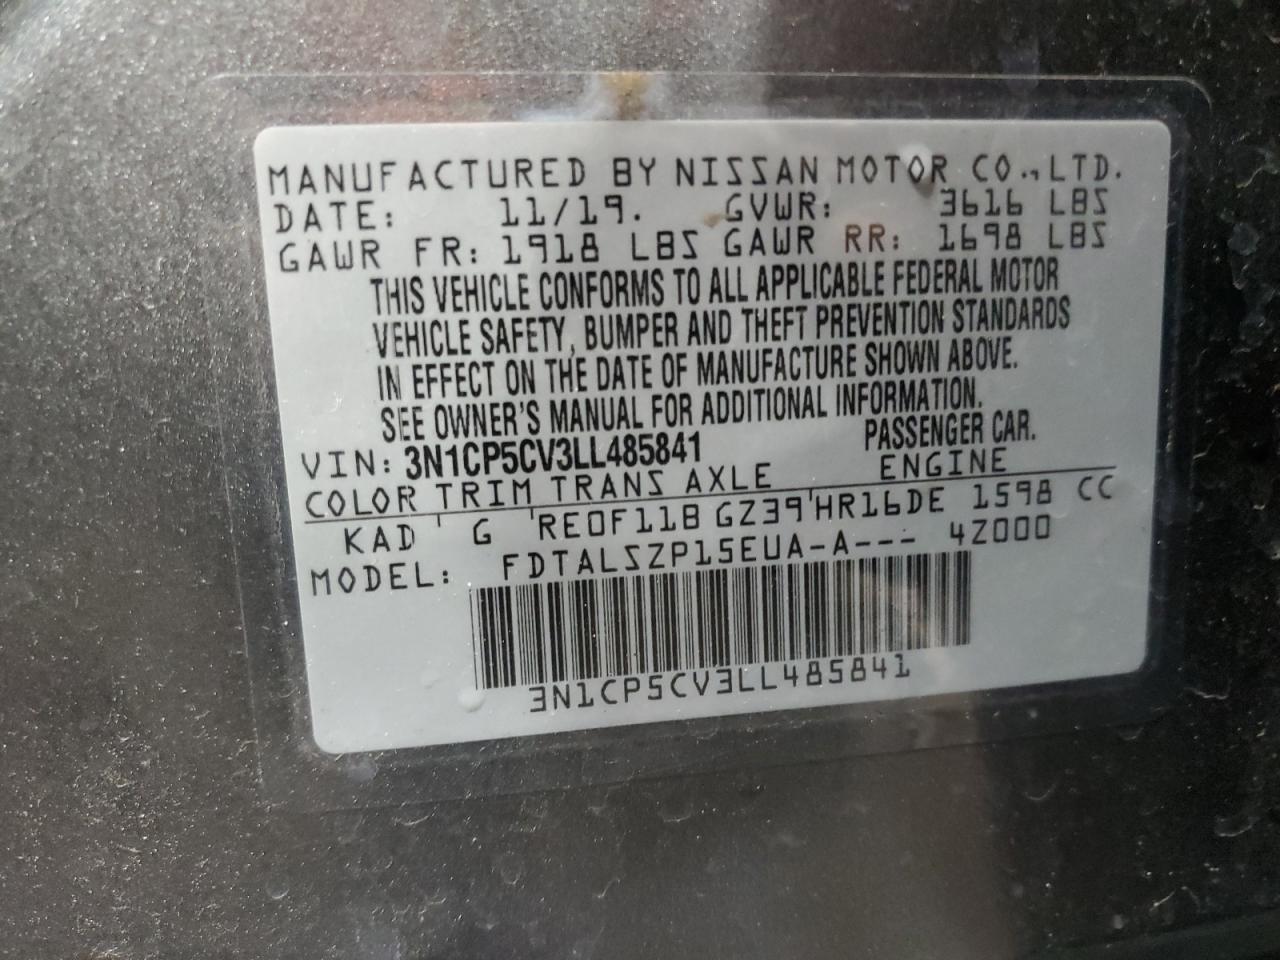 MANUFACTURED BY NISSAN MOTOR CO., LTD.
DATE: 11/19. GVWR: 3616 LBS
GAWR FR: 1918 LBS GAWR RR: 1698 LBS
THIS VEHICLE CONFORMS TO ALL APPLICABLE FEDERAL MOTOR
VEHICLE SAFETY, BUMPER AND THEFT PREVENTION STANDARDS
IN EFFECT ON THE DATE OF MANUFACTURE SHOWN ABOVE.
SEE OWNER'S MANUAL FOR ADDITIONAL INFORMATION.
PASSENGER CAR.
VIN: 3N1CP5CV3LL485841
COLOR TRIM TRANS AXLE ENGINE
KAD G RE0F11B GZ39 HR16DE 1598 CC
MODEL: FDTALSZP15EUA-A--- 4Z000
3N1CP5CV3LL485841